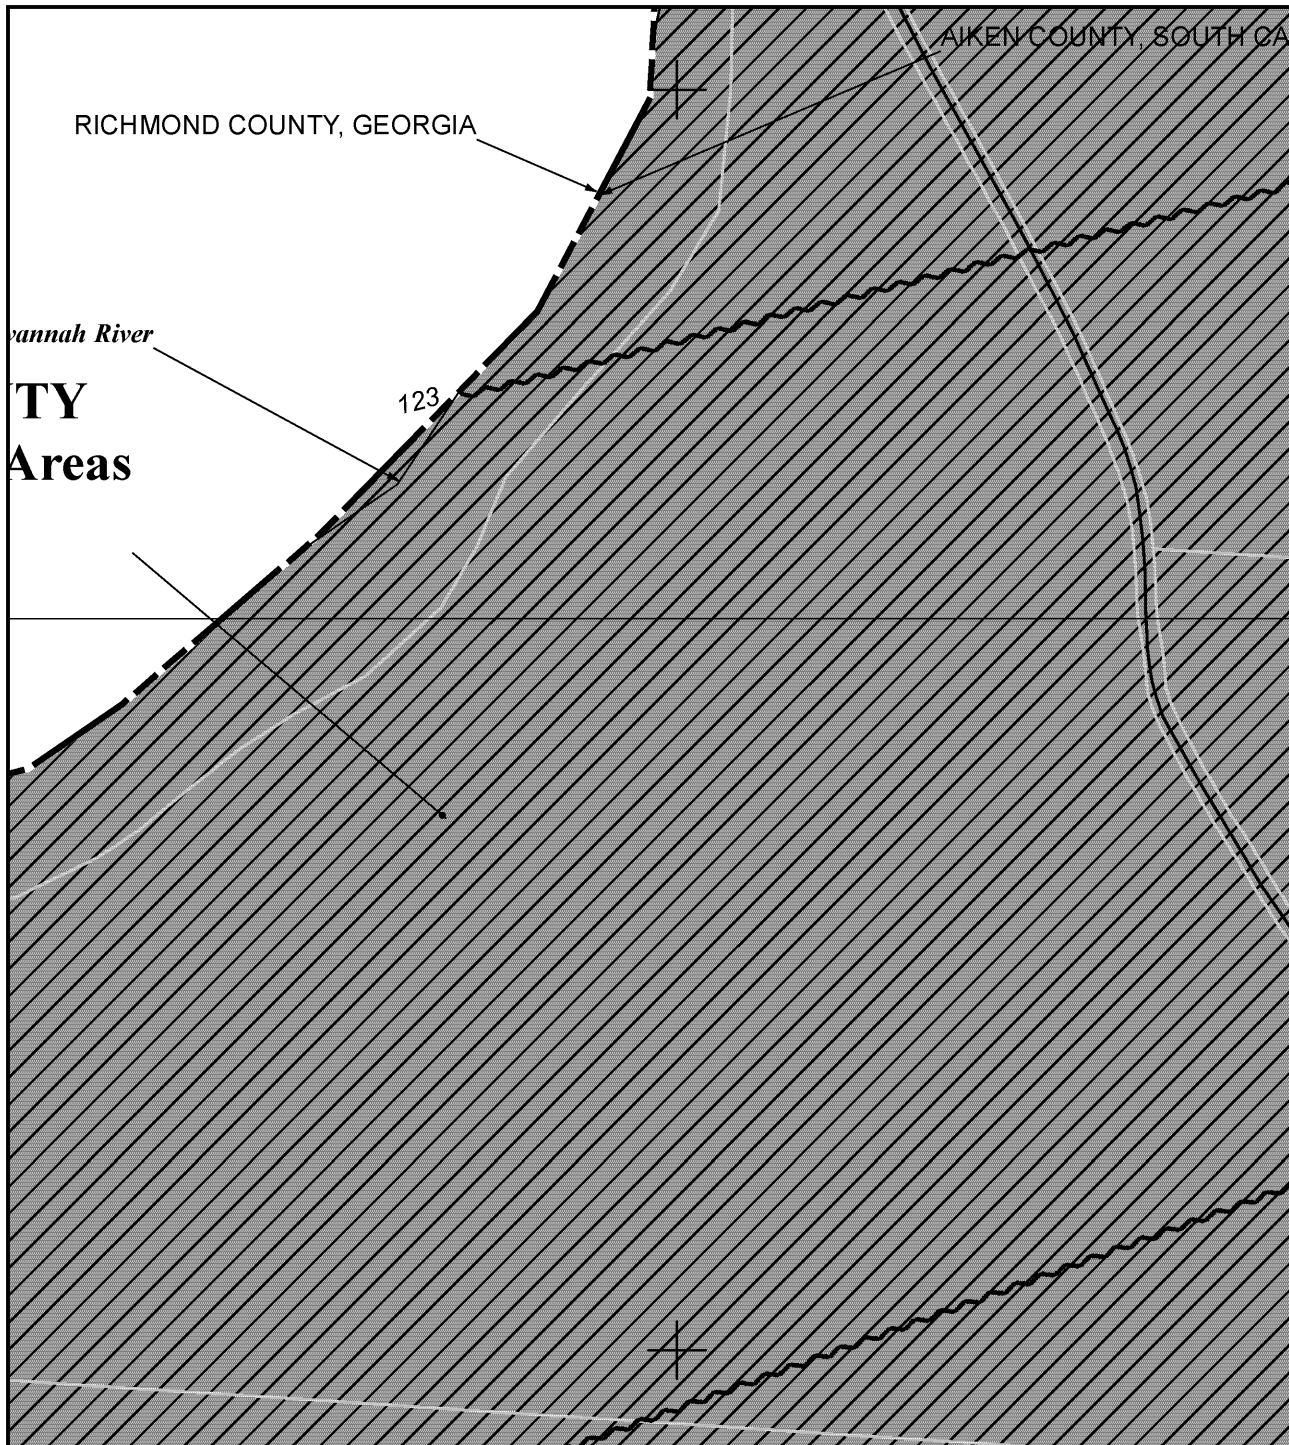 AIKEN COUNTY, SOUTH CA
RICHMOND COUNTY, GEORGIA
vannah River
TY
Areas
123